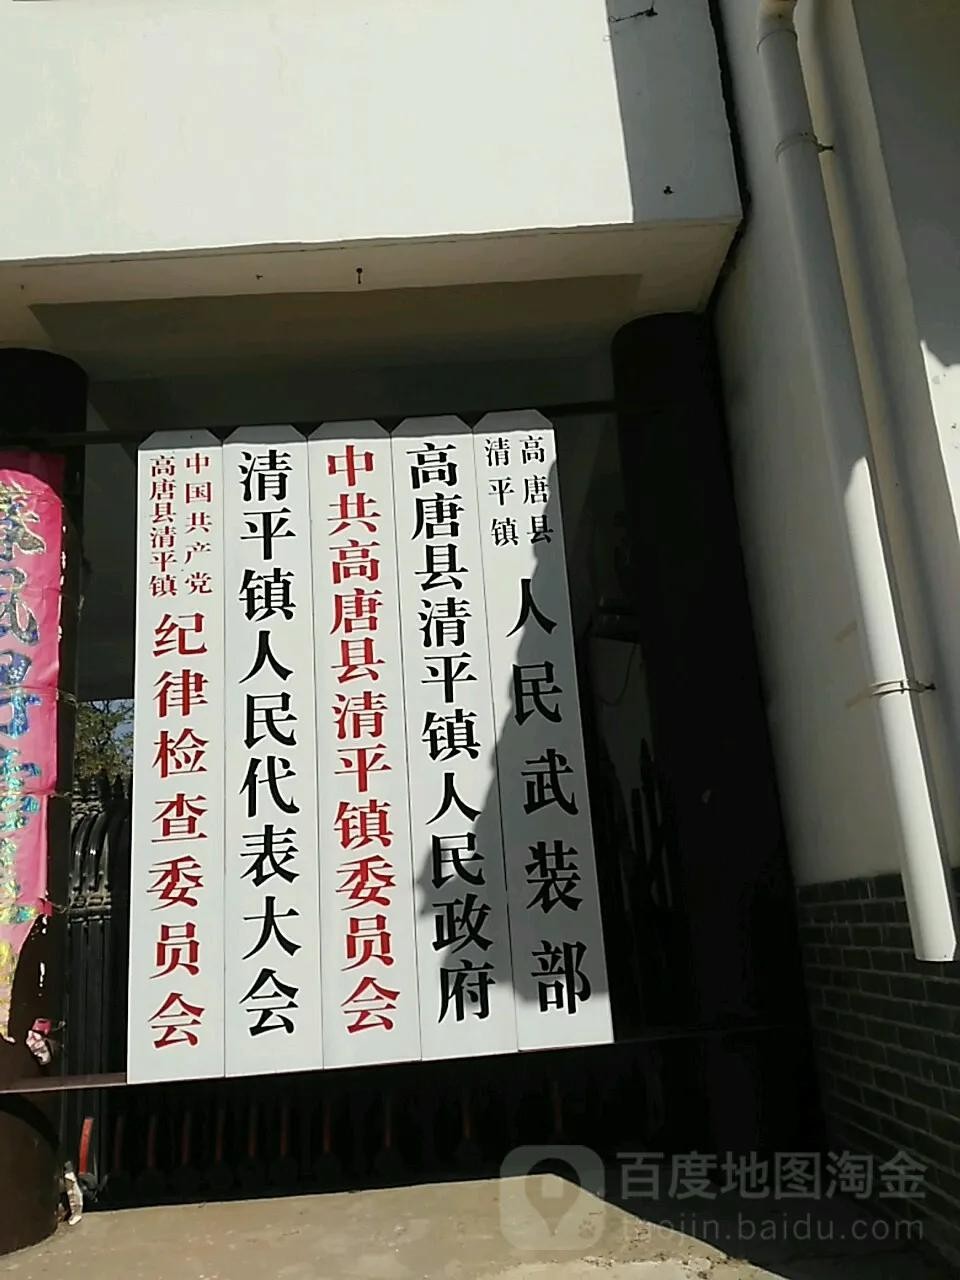 中国共产党
高唐县清平镇
纪律检查委员会
清平镇人民代表大会
中共高唐县清平镇委员会
高唐县清平镇人民政府
高唐县
清平镇
人民武装部
百度地图淘金
taojin.baidu.com